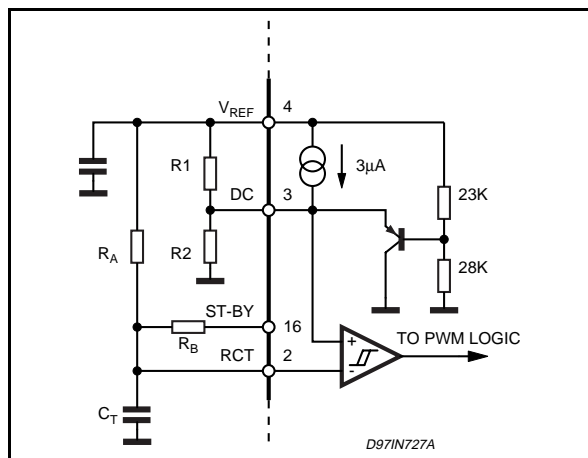 VREF 4
R1
3µA
DC 3
23K
RA
R2
28K
ST-BY
16
RB
TO PWM LOGIC
RCT 2
CT
+
-
D97IN727A